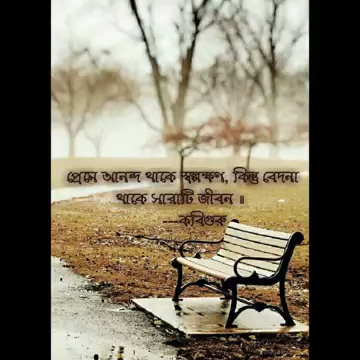 প্রেমে আনন্দ থাকে স্বল্পক্ষণ, কিন্তু বেদনা
থাকে সারাটি জীবন ॥
---কবিগুরু